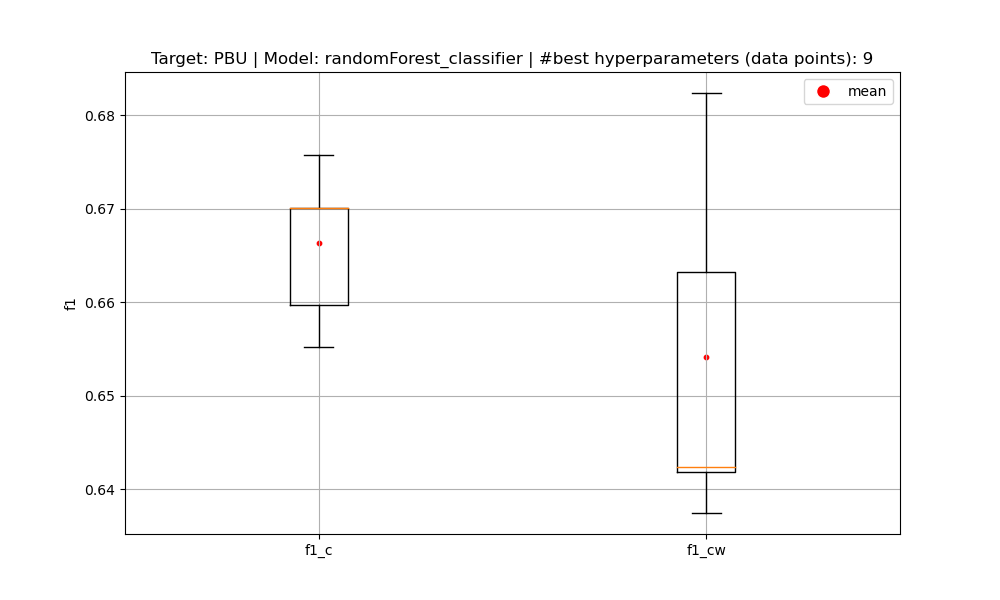 Target: PBU | Model: randomForest_classifier | #best hyperparameters (data points): 9
mean
0.68
0.67
0.66
0.65
0.64
f1
f1_c
f1_cw